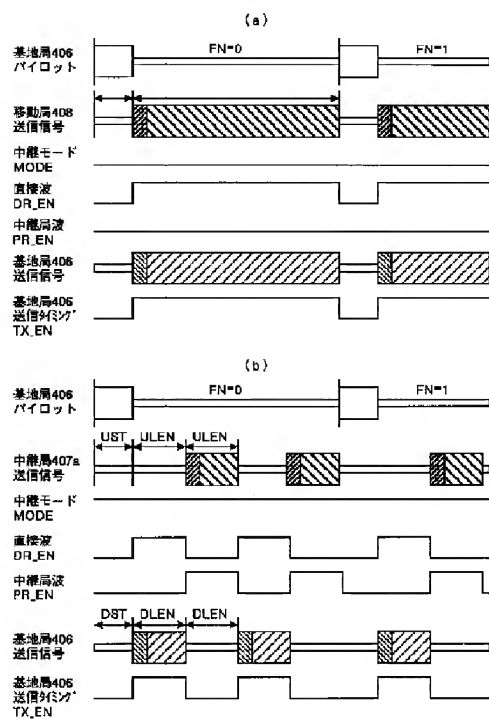 (a)
基地局406
パイロット
FN=0
FN=1
移動局408
送信信号
中継モード
MODE
直接波
DR_EN
中継局波
PR_EN
基地局406
送信信号
基地局406
送信ﾀｲﾐﾝｸﾞ
TX_EN
(b)
基地局406
パイロット
FN=0
FN=1
UST ULEN ULEN
中継局407a
送信信号
中継モード
MODE
直接波
DR_EN
中継局波
PR_EN
DST DLEN DLEN
基地局406
送信信号
基地局406
送信ﾀｲﾐﾝｸﾞ
TX_EN